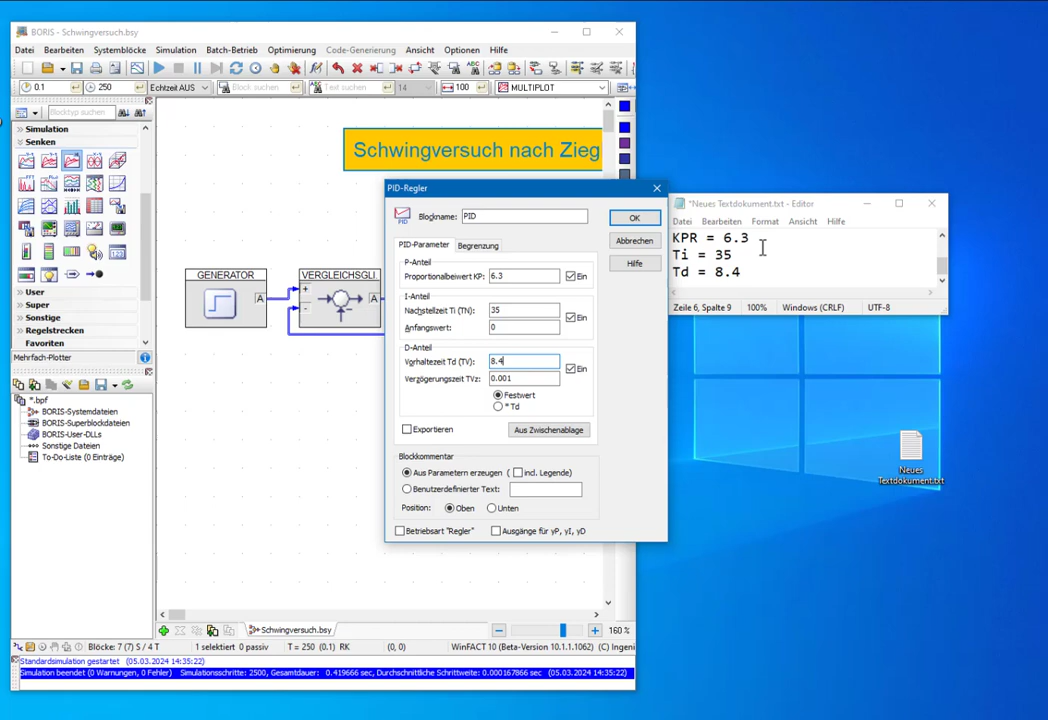 BORIS - Schwingversuch.bsy
Datei Bearbeiten Systemblöcke Simulation Batch-Betrieb Optimierung Code-Generierung Ansicht Optionen Hilfe
0.1 250 Echtzeit AUS Block suchen Text suchen 14 100 MULTIPLOT
Blocktyp suchen
Simulation
Senken
User
Super
Sonstige
Regelstrecken
Favoriten
Mehrfach-Plotter
*.bpf
BORIS-Systemdateien
BORIS-Superblockdateien
BORIS-User-DLLs
Sonstige Dateien
To-Do-Liste (0 Einträge)
Schwingversuch nach Zieg
GENERATOR
A
VERGLEICHSGLI.
+
-
A
PID-Regler
PID
Blockname: PID
OK
Abbrechen
Hilfe
PID-Parameter Begrenzung
P-Anteil
Proportionalbeiwert KP: 6.3 Ein
I-Anteil
Nachstellzeit Ti (TN): 35
Anfangswert: 0 Ein
D-Anteil
Vorhaltezeit Td (TV): 8.4
Verzögerungszeit TVz: 0.001 Ein
Festwert
* Td
Exportieren Aus Zwischenablage
Blockkommentar
Aus Parametern erzeugen ( incl. Legende)
Benutzerdefinierter Text:
Position: Oben Unten
Betriebsart "Regler" Ausgänge für yP, yI, yD
*Neues Textdokument.txt - Editor
Datei Bearbeiten Format Ansicht Hilfe
KPR = 6.3
Ti = 35
Td = 8.4
Zeile 6, Spalte 9 100% Windows (CRLF) UTF-8
Neues
Textdokument.txt
Schwingversuch.bsy 160 %
Blöcke: 7 (7) S / 4 T 1 selektiert 0 passiv T = 250 (0.1) RK (0, 0) WinFACT 10 (Beta-Version 10.1.1.1062) (C) Ingeni
Standardsimulation gestartet (05.03.2024 14:35:22)
Simulation beendet (0 Warnungen, 0 Fehler) Simulationsschritte: 2500, Gesamtdauer: 0.419666 sec, Durchschnittliche Schrittweite: 0.000167866 sec (05.03.2024 14:35:22)